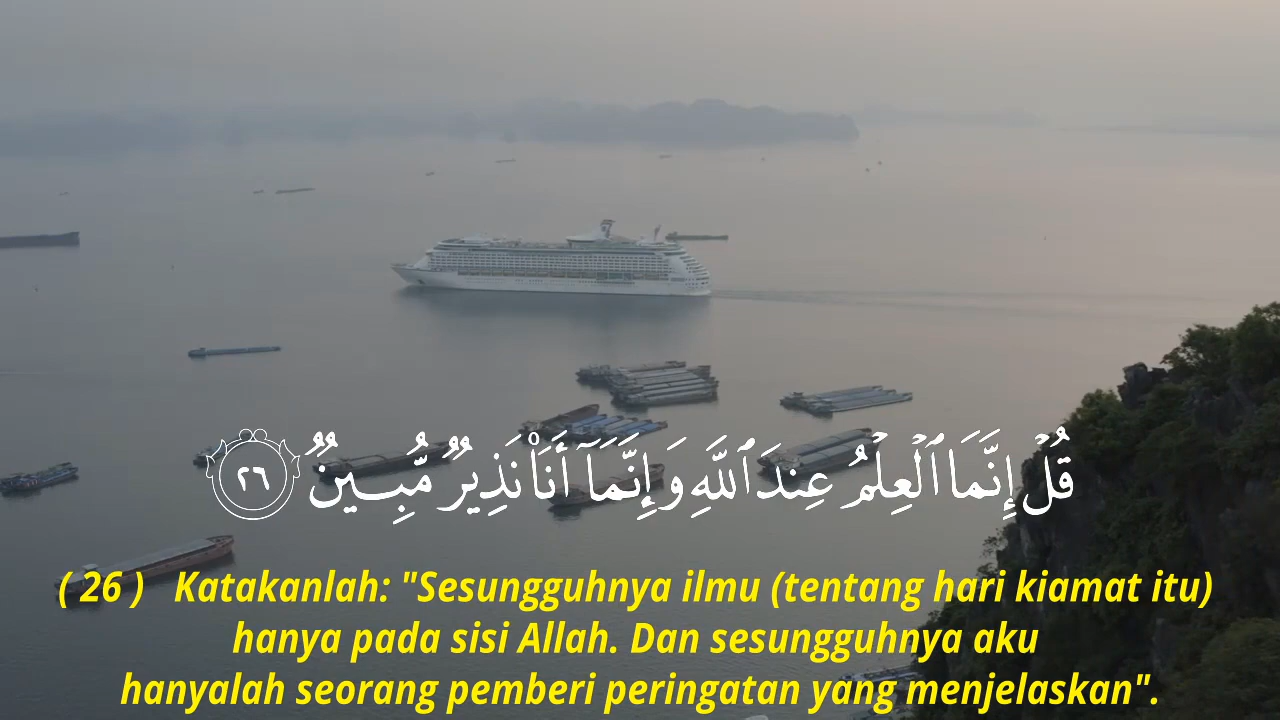 قُلْ إِنَّمَا ٱلْعِلْمُ عِندَ ٱللَّهِ وَإِنَّمَآ أَنَا۠ نَذِيرٌ مُّبِينٌ ٢٦
( 26 ) Katakanlah: "Sesungguhnya ilmu (tentang hari kiamat itu)
hanya pada sisi Allah. Dan sesungguhnya aku
hanyalah seorang pemberi peringatan yang menjelaskan".